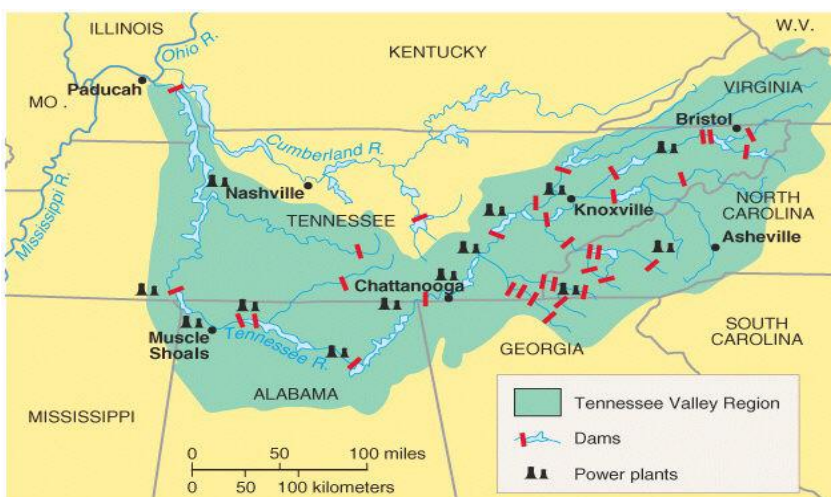 W.V.
ILLINOIS
Ohio R.
KENTUCKY
Paducah
VIRGINIA
MO.
Bristol
Cumberland R.
Mississippi R.
Nashville
Knoxville
NORTH
CAROLINA
TENNESSEE
Asheville
Chattanooga
Muscle
Shoals
Tennessee R.
SOUTH
CAROLINA
GEORGIA
ALABAMA
MISSISSIPPI
Tennessee Valley Region
Dams
Power plants
0 50 100 miles
0 50 100 kilometers